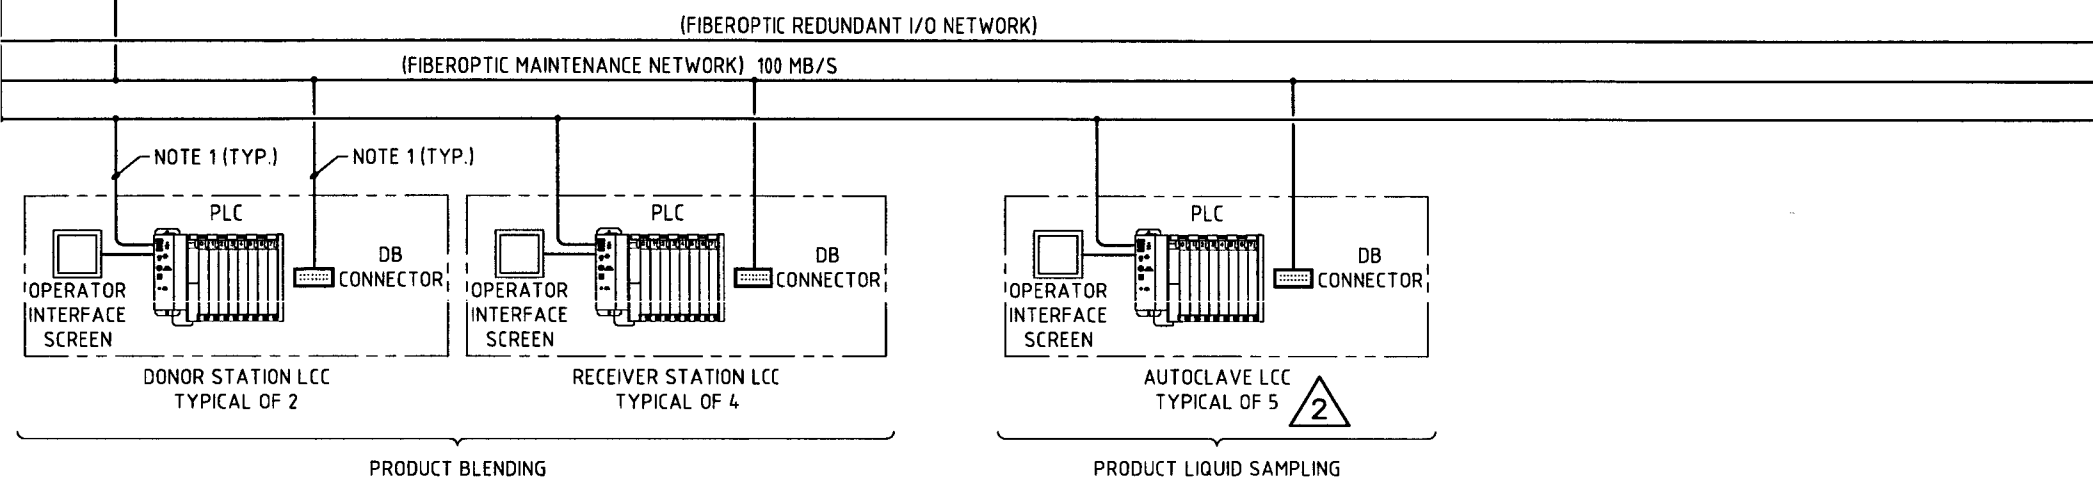 (FIBEROPTIC REDUNDANT I/O NETWORK)
(FIBEROPTIC MAINTENANCE NETWORK) 100 MB/S
NOTE 1 (TYP.)
NOTE 1 (TYP.)
PLC
DB
CONNECTOR
OPERATOR
INTERFACE
SCREEN
PLC
DB
CONNECTOR
OPERATOR
INTERFACE
SCREEN
PLC
DB
CONNECTOR
OPERATOR
INTERFACE
SCREEN
DONOR STATION LCC
TYPICAL OF 2
RECEIVER STATION LCC
TYPICAL OF 4
AUTOCLAVE LCC
TYPICAL OF 5
2
PRODUCT BLENDING
PRODUCT LIQUID SAMPLING